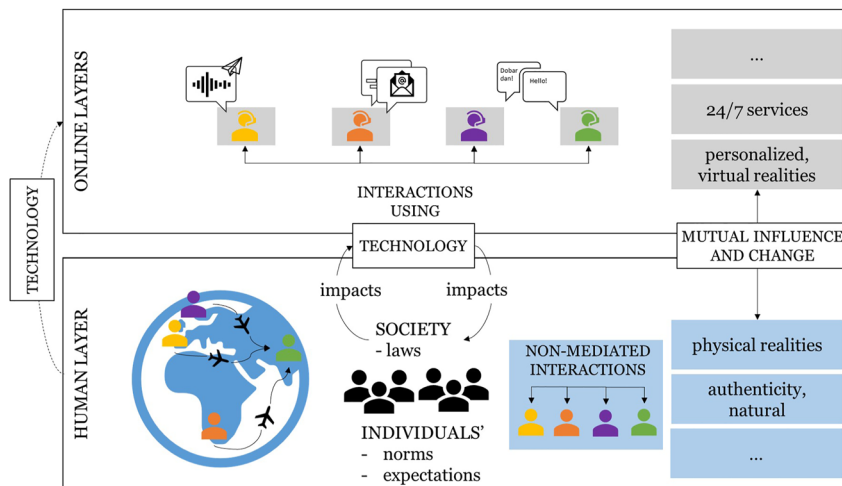 ONLINE LAYERS
@
Dobar
dan!
Hello!
INTERACTIONS
USING
...
24/7 services
personalized,
virtual realities
TECHNOLOGY
TECHNOLOGY
MUTUAL INFLUENCE
AND CHANGE
HUMAN LAYER
impacts
impacts
SOCIETY
- laws
INDIVIDUALS'
- norms
- expectations
NON-MEDIATED
INTERACTIONS
physical realities
authenticity,
natural
...